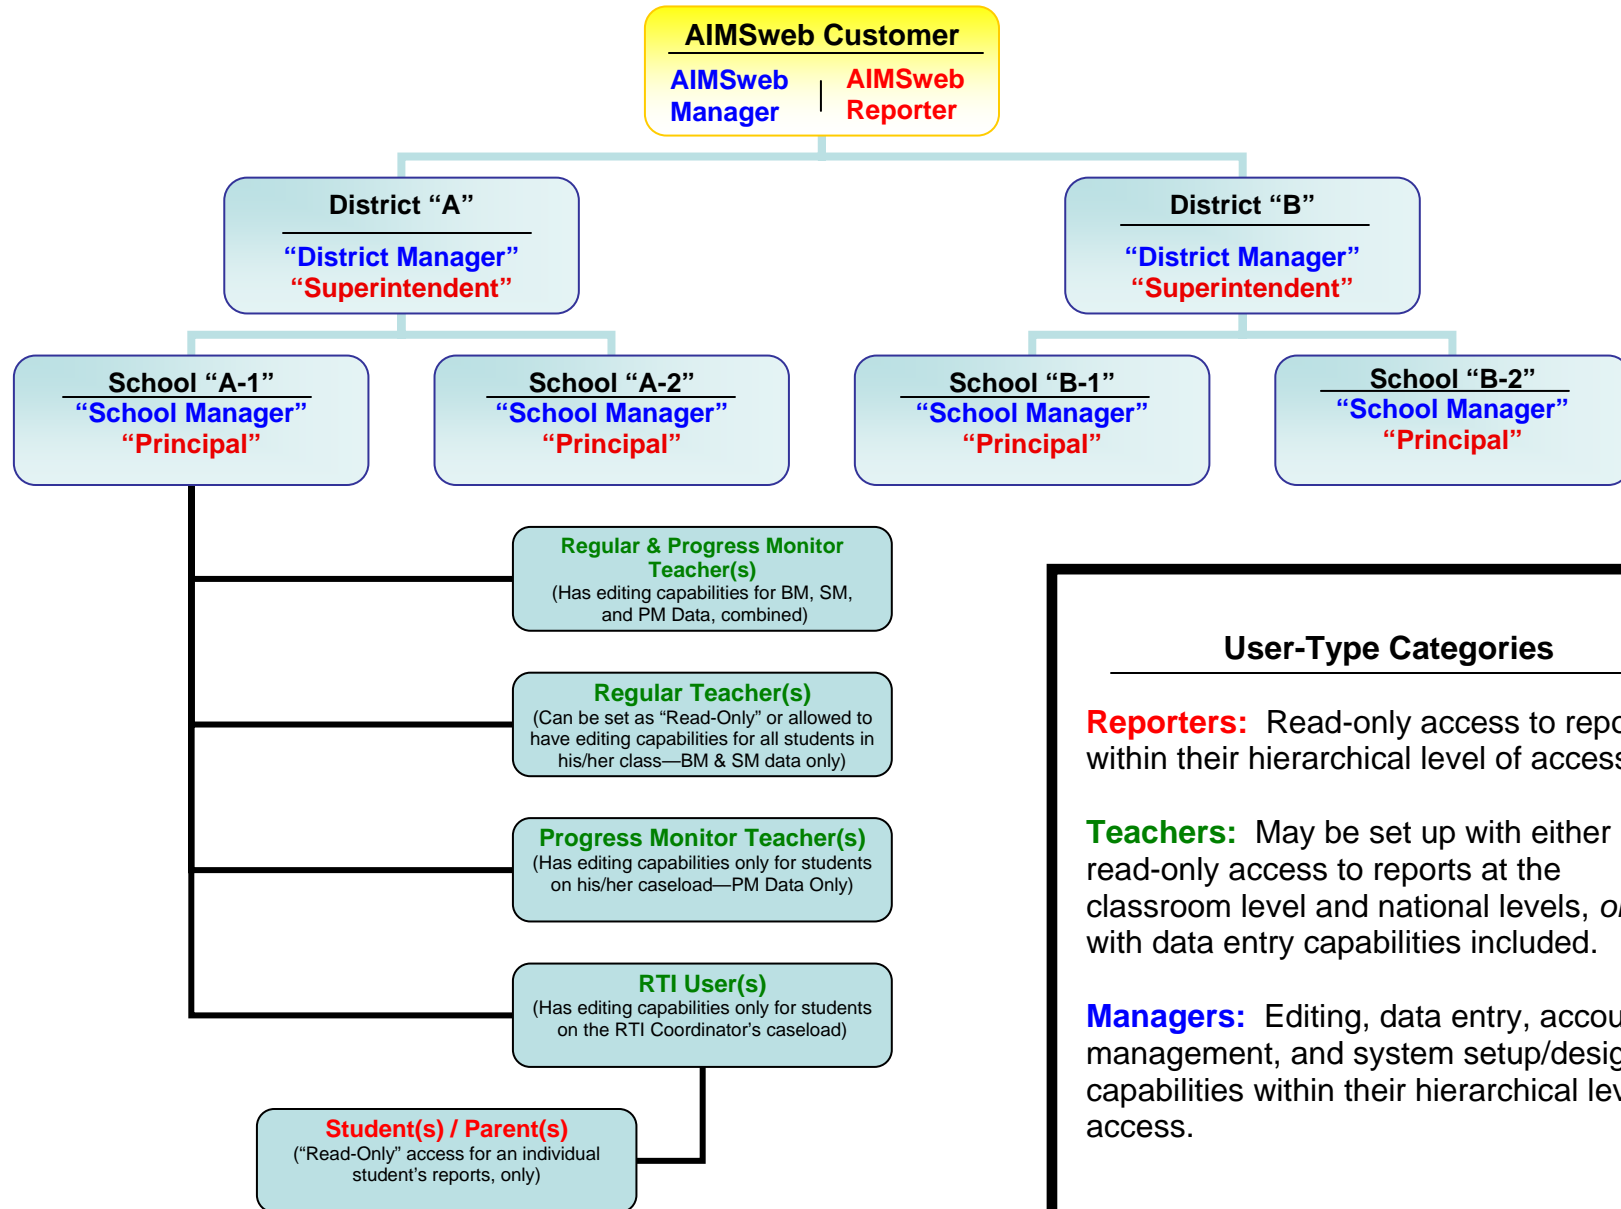 AIMSweb Customer
AIMSweb Manager
AIMSweb Reporter
District “A”
“District Manager”
“Superintendent”
District “B”
“District Manager”
“Superintendent”
School “A-1”
“School Manager”
“Principal”
School “A-2”
“School Manager”
“Principal”
School “B-1”
“School Manager”
“Principal”
School “B-2”
“School Manager”
“Principal”
Regular & Progress Monitor
Teacher(s)
(Has editing capabilities for BM, SM,
and PM Data, combined)
Regular Teacher(s)
(Can be set as “Read-Only” or allowed to
have editing capabilities for all students in
his/her class—BM & SM data only)
Progress Monitor Teacher(s)
(Has editing capabilities only for students
on his/her caseload—PM Data Only)
RTI User(s)
(Has editing capabilities only for students
on the RTI Coordinator’s caseload)
Student(s) / Parent(s)
(“Read-Only” access for an individual
student’s reports, only)
User-Type Categories
Reporters: Read-only access to
within their hierarchical level of access
Teachers: May be set up with either
read-only access to reports at the
classroom level and national levels,
with data entry capabilities included.
Managers: Editing, data entry,
management, and system
capabilities within their hierarchical
access.